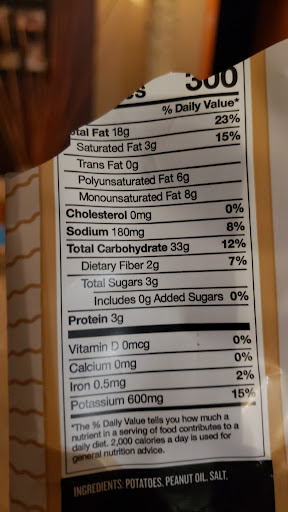 300
% Daily Value*
Total Fat 18g 23%
Saturated Fat 3g 15%
Trans Fat 0g
Polyunsaturated Fat 6g
Monounsaturated Fat 8g
Cholesterol 0mg 0%
Sodium 180mg 8%
Total Carbohydrate 33g 12%
Dietary Fiber 2g 7%
Total Sugars 3g
Includes 0g Added Sugars 0%
Protein 3g
Vitamin D 0mcg 0%
Calcium 0mg 0%
Iron 0.5mg 2%
Potassium 600mg 15%
*The % Daily Value tells you how much a
nutrient in a serving of food contributes to a
daily diet. 2,000 calories a day is used for
general nutrition advice.
INGREDIENTS: POTATOES. PEANUT OIL. SALT.